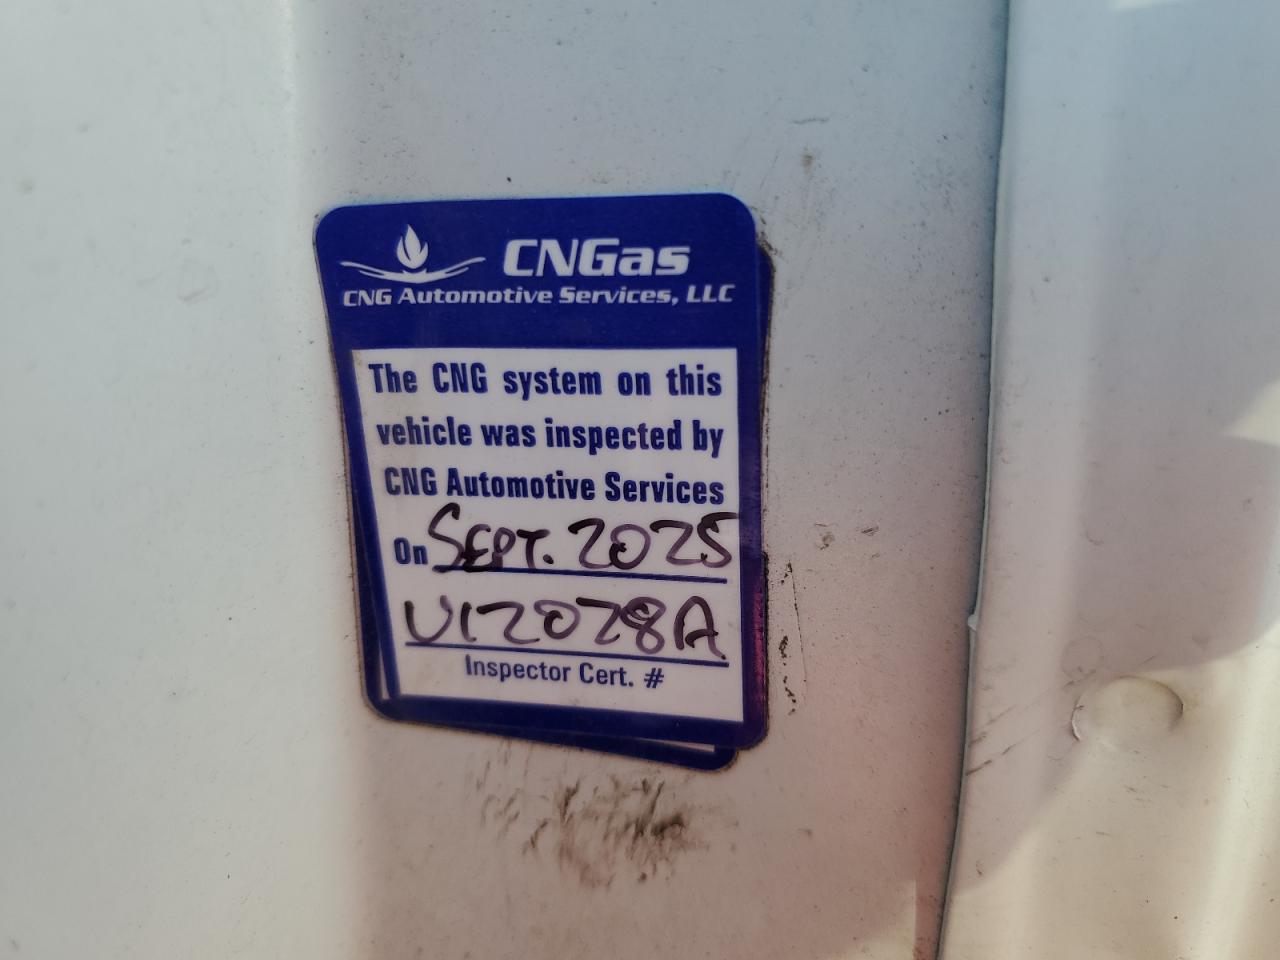 CNGas
CNG Automotive Services, LLC
The CNG system on this
vehicle was inspected by
CNG Automotive Services
On SEPT. 2025
U12028A
Inspector Cert. #